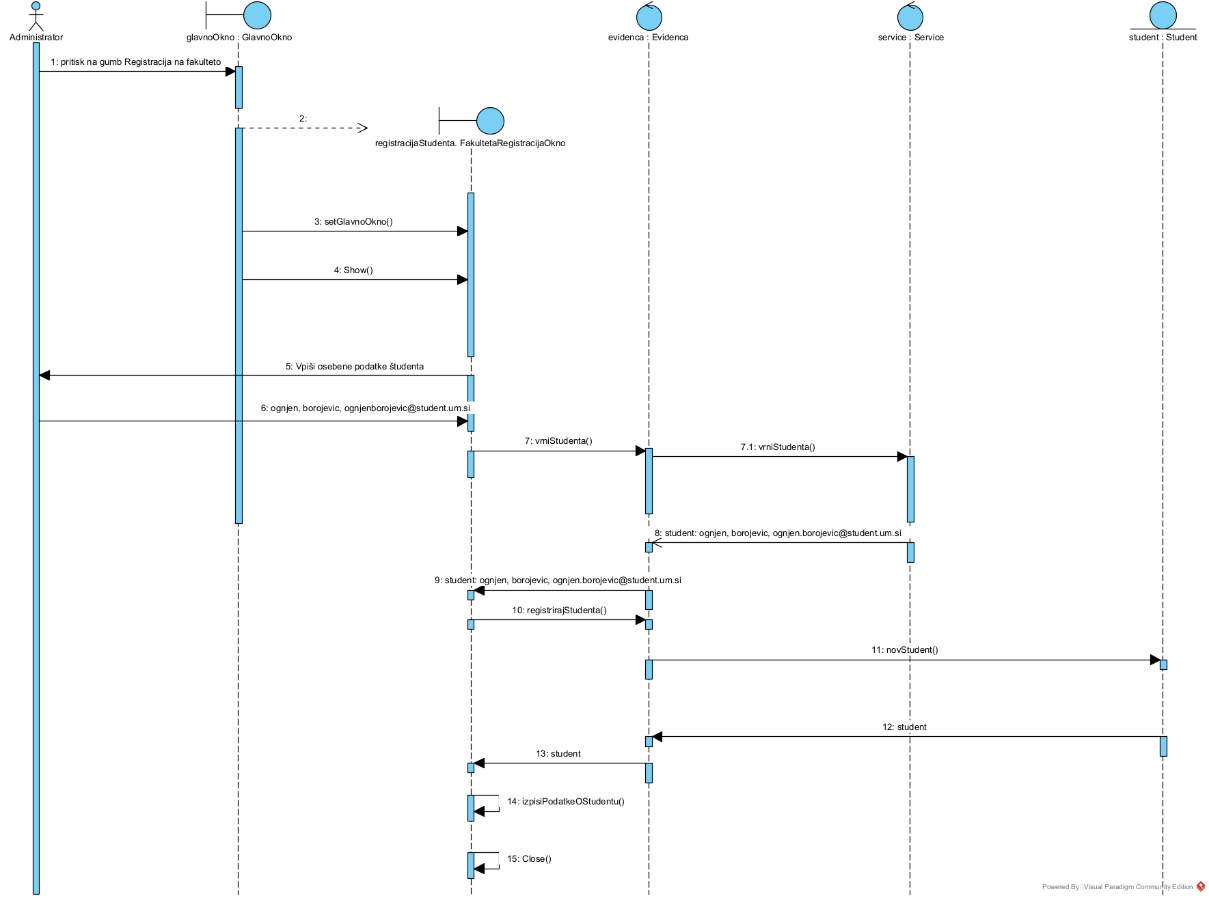 Administrator
glavnoOkno : GlavnoOkno
evidenca : Evidenca
service : Service
student : Student
1: pritisk na gumb Registracija na fakulteto
2:
registracijaStudenta. FakultetaRegistracijaOkno
3: setGlavnoOkno()
4: Show()
5: Vpiši osebene podatke študenta
6: ognjen, borojevic, ognjenborojevic@student.um.si
7: vrniStudenta()
7.1: vrniStudenta()
8: student: ognjen, borojevic, ognjen.borojevic@student.um.si
9: student: ognjen, borojevic, ognjen.borojevic@student.um.si
10: registrirajStudenta()
11: novStudent()
12: student
13: student
14: izpisiPodatkeOStudentu()
15: Close()
Powered By Visual Paradigm Community Edition